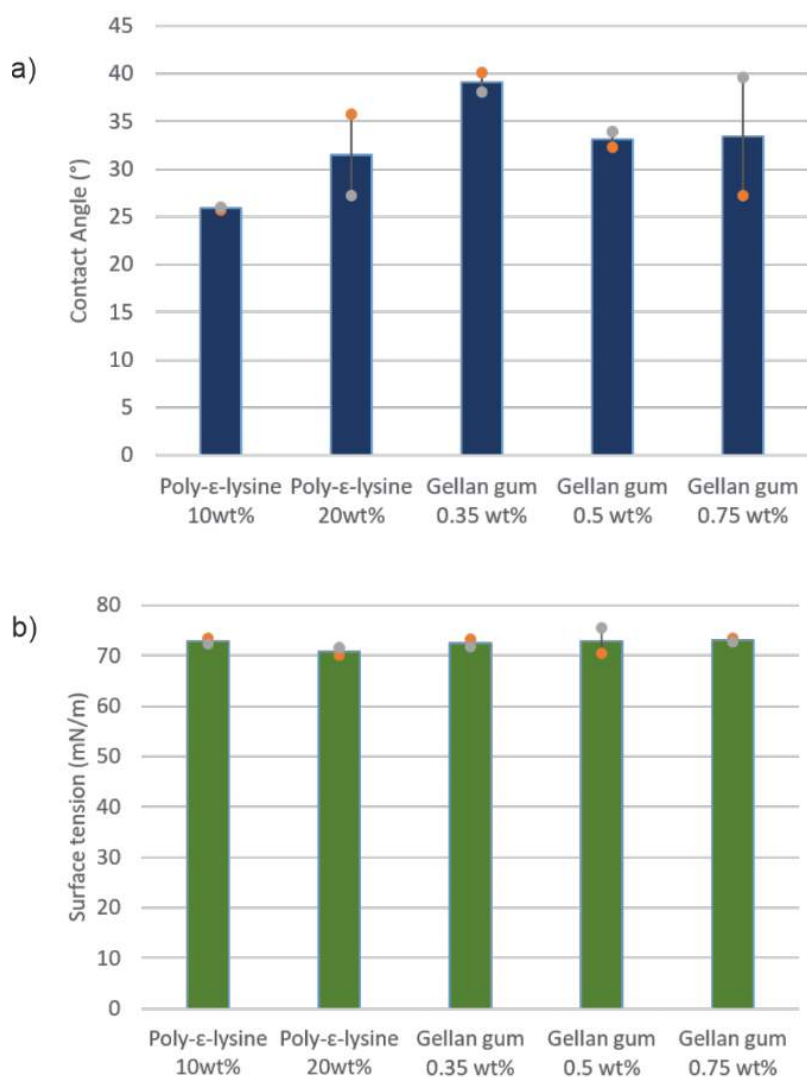 a)
45
40
35
30
25
20
15
10
5
0
Contact Angle (°)
Poly-ε-lysine Poly-ε-lysine Gellan gum Gellan gum Gellan gum
10wt% 20wt% 0.35 wt% 0.5 wt% 0.75 wt%
b)
80
70
60
50
40
30
20
10
0
Surface tension (mN/m)
Poly-ε-lysine Poly-ε-lysine Gellan gum Gellan gum Gellan gum
10wt% 20wt% 0.35 wt% 0.5 wt% 0.75 wt%